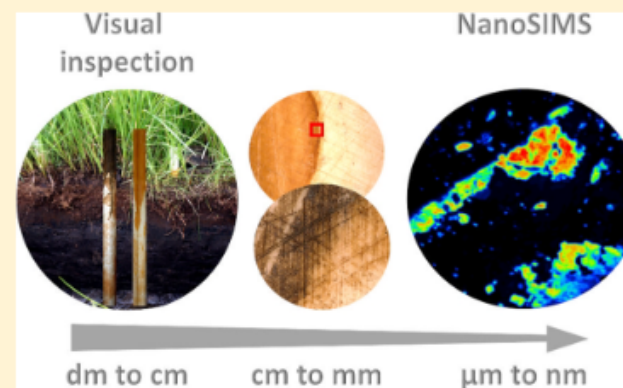 Visual
inspection
NanoSIMS
dm to cm
cm to mm
μm to nm